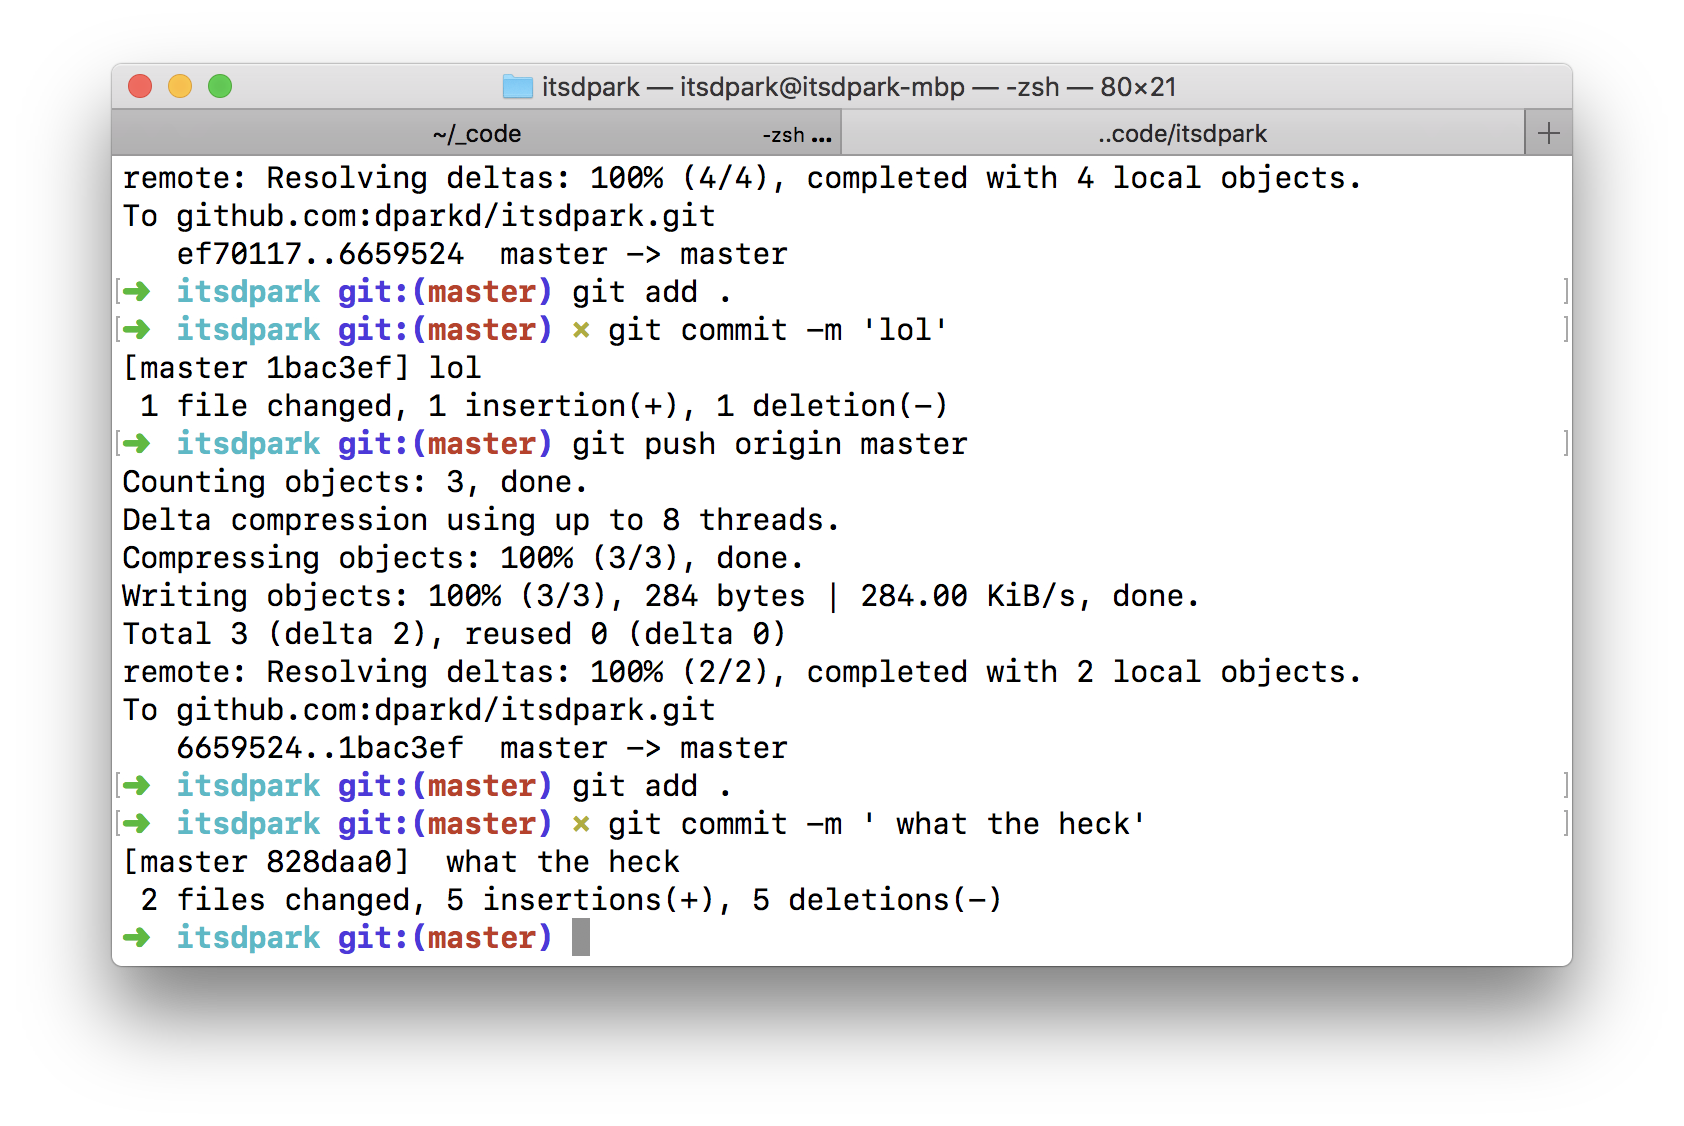 itsdpark — itsdpark@itsdpark-mbp — -zsh — 80×21
~/_code -zsh ... ..code/itsdpark +
remote: Resolving deltas: 100% (4/4), completed with 4 local objects.
To github.com:dparkd/itsdpark.git
   ef70117..6659524  master -> master
[➜  itsdpark git:(master) git add . ]
[➜  itsdpark git:(master) × git commit -m 'lol' ]
[master 1bac3ef] lol
 1 file changed, 1 insertion(+), 1 deletion(-)
[➜  itsdpark git:(master) git push origin master ]
Counting objects: 3, done.
Delta compression using up to 8 threads.
Compressing objects: 100% (3/3), done.
Writing objects: 100% (3/3), 284 bytes | 284.00 KiB/s, done.
Total 3 (delta 2), reused 0 (delta 0)
remote: Resolving deltas: 100% (2/2), completed with 2 local objects.
To github.com:dparkd/itsdpark.git
   6659524..1bac3ef  master -> master
[➜  itsdpark git:(master) git add . ]
[➜  itsdpark git:(master) × git commit -m ' what the heck' ]
[master 828daa0]  what the heck
 2 files changed, 5 insertions(+), 5 deletions(-)
➜  itsdpark git:(master)